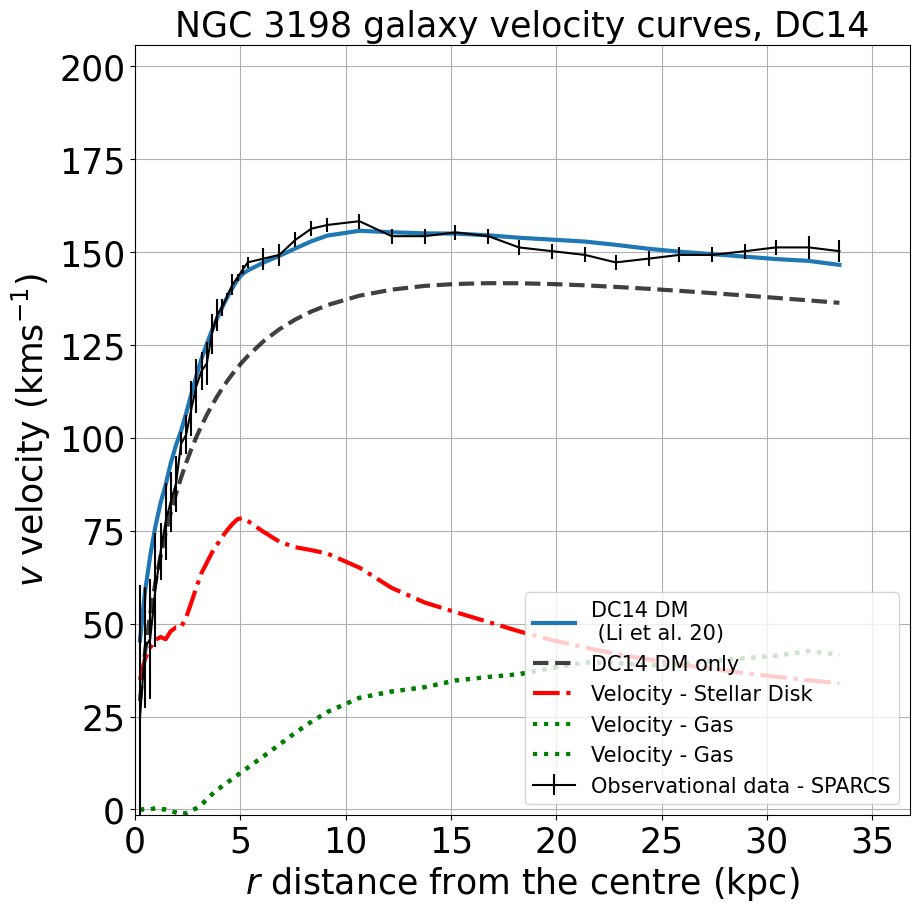 NGC 3198 galaxy velocity curves, DC14
200
175
150
125
100
75
50
25
0
v velocity (kms⁻¹)
0 5 10 15 20 25 30 35
r distance from the centre (kpc)
DC14 DM
(Li et al. 20)
DC14 DM only
Velocity - Stellar Disk
Velocity - Gas
Velocity - Gas
Observational data - SPARCS